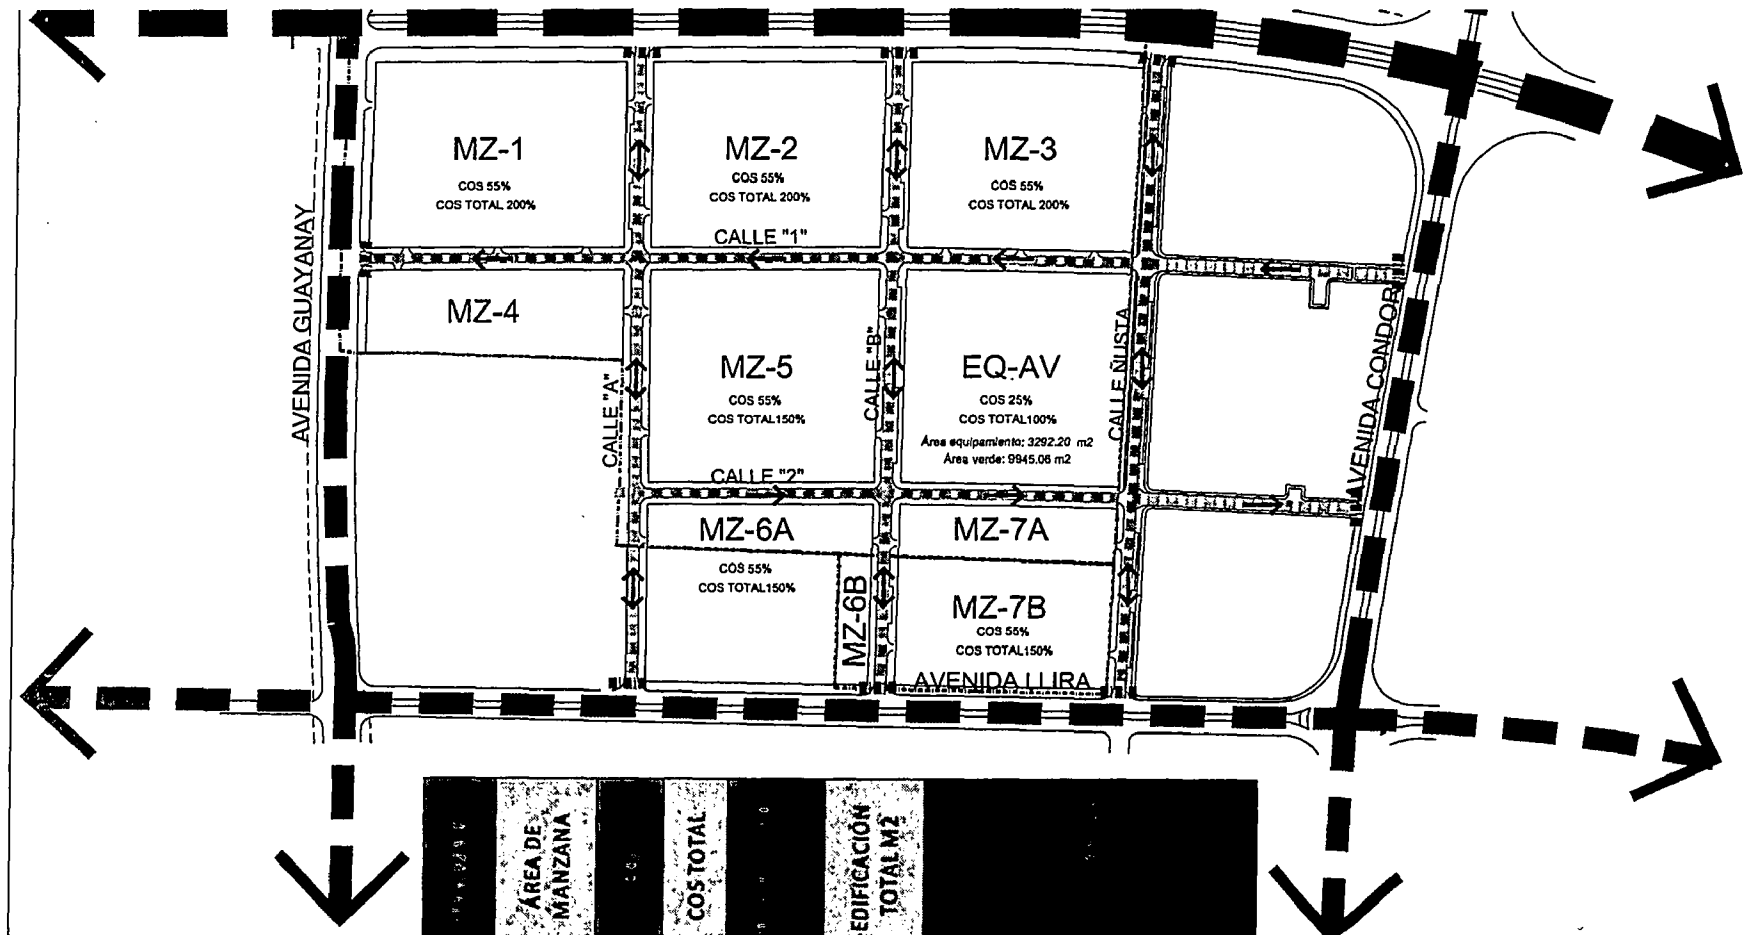 MZ-1
COS 55%
COS TOTAL 200%
MZ-2
COS 55%
COS TOTAL 200%
MZ-3
COS 55%
COS TOTAL 200%
CALLE "1"
AVENIDA GUAYANAY
MZ-4
CALLE "A"
MZ-5
COS 55%
COS TOTAL150%
CALLE "B"
EQ-AV
COS 25%
COS TOTAL100%
Área equipamiento: 3292.20 m2
Área verde: 9945.06 m2
CALLE ÑUSTA
AVENIDA CONDOR
CALLE "2"
MZ-6A
COS 55%
COS TOTAL150%
MZ-6B
MZ-7A
MZ-7B
COS 55%
COS TOTAL150%
AVENIDA LLIRA
ÁREA DE
MANZANA
COS TOTAL
EDIFICACIÓN
TOTAL M2